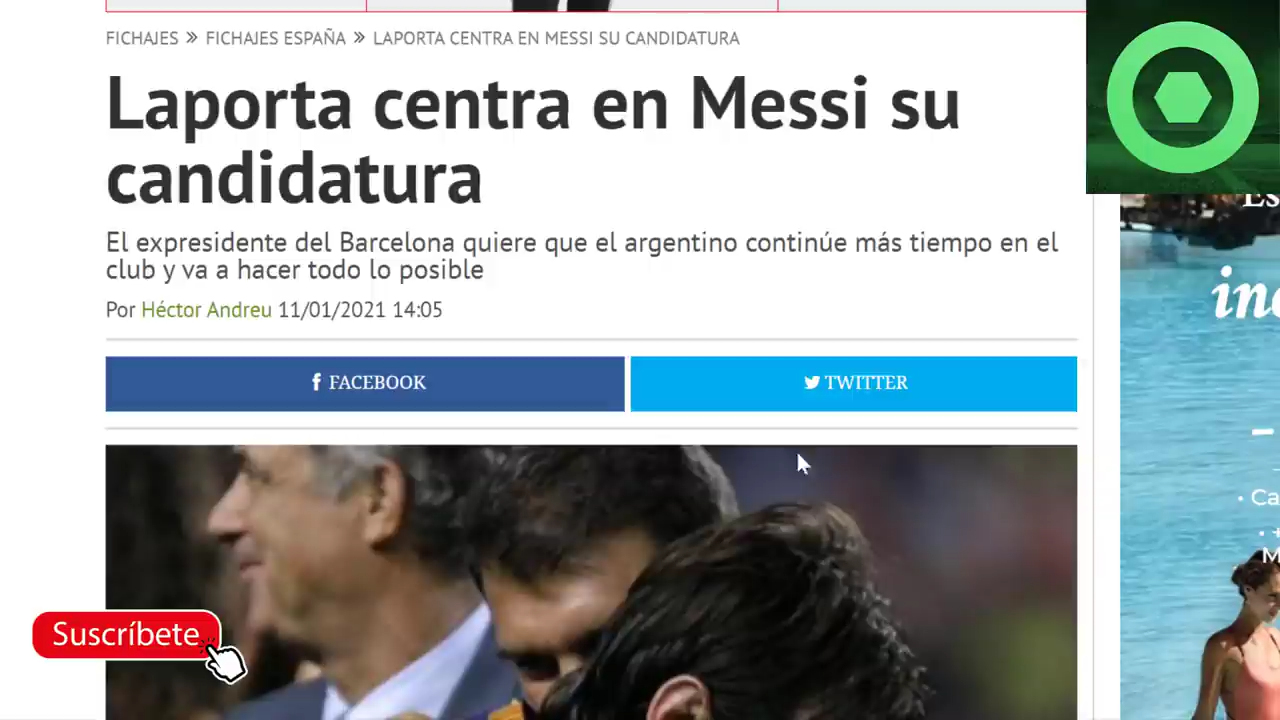 FICHAJES » FICHAJES ESPAÑA » LAPORTA CENTRA EN MESSI SU CANDIDATURA
Laporta centra en Messi su
candidatura
El expresidente del Barcelona quiere que el argentino continúe más tiempo en el
club y va a hacer todo lo posible
Por Héctor Andreu 11/01/2021 14:05
FACEBOOK
TWITTER
Suscríbete